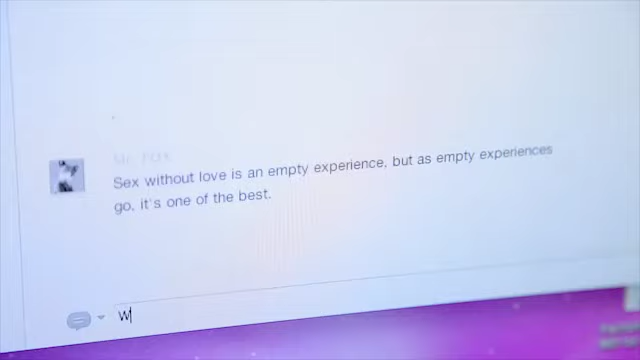 Sex without love is an empty experience, but as empty experiences
go, it's one of the best.
W